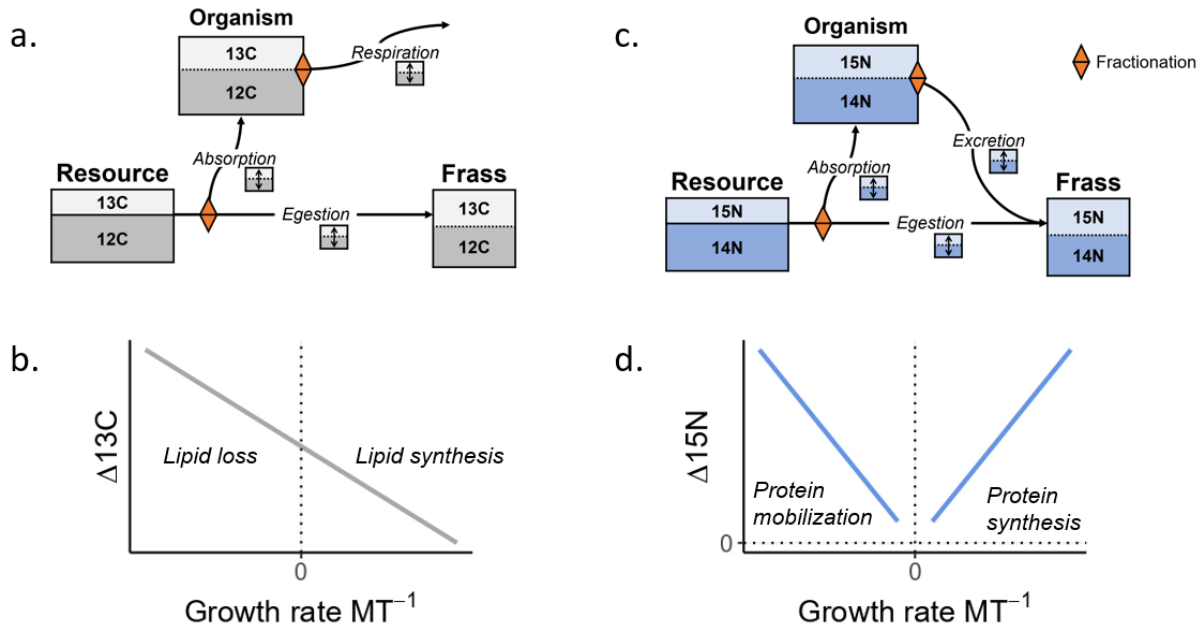 a.
Organism
13C
12C
Respiration
Absorption
Resource
13C
12C
Egestion
Frass
13C
12C
c.
Organism
15N
14N
Fractionation
Excretion
Absorption
Resource
15N
14N
Egestion
Frass
15N
14N
b.
Δ13C
Lipid loss
Lipid synthesis
0
Growth rate MT⁻¹
d.
Δ15N
Protein
mobilization
Protein
synthesis
0
0
Growth rate MT⁻¹